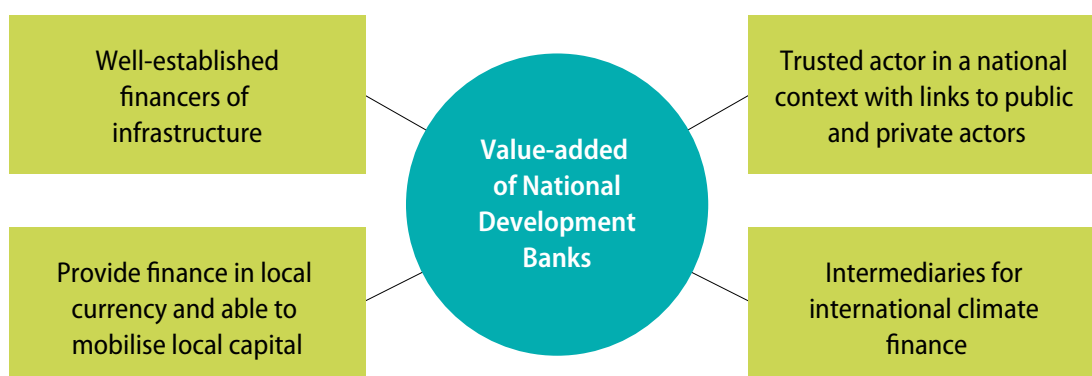 Well-established
financers of
infrastructure
Trusted actor in a national
context with links to public
and private actors
Value-added
of National
Development
Banks
Provide finance in local
currency and able to
mobilise local capital
Intermediaries for
international climate
finance